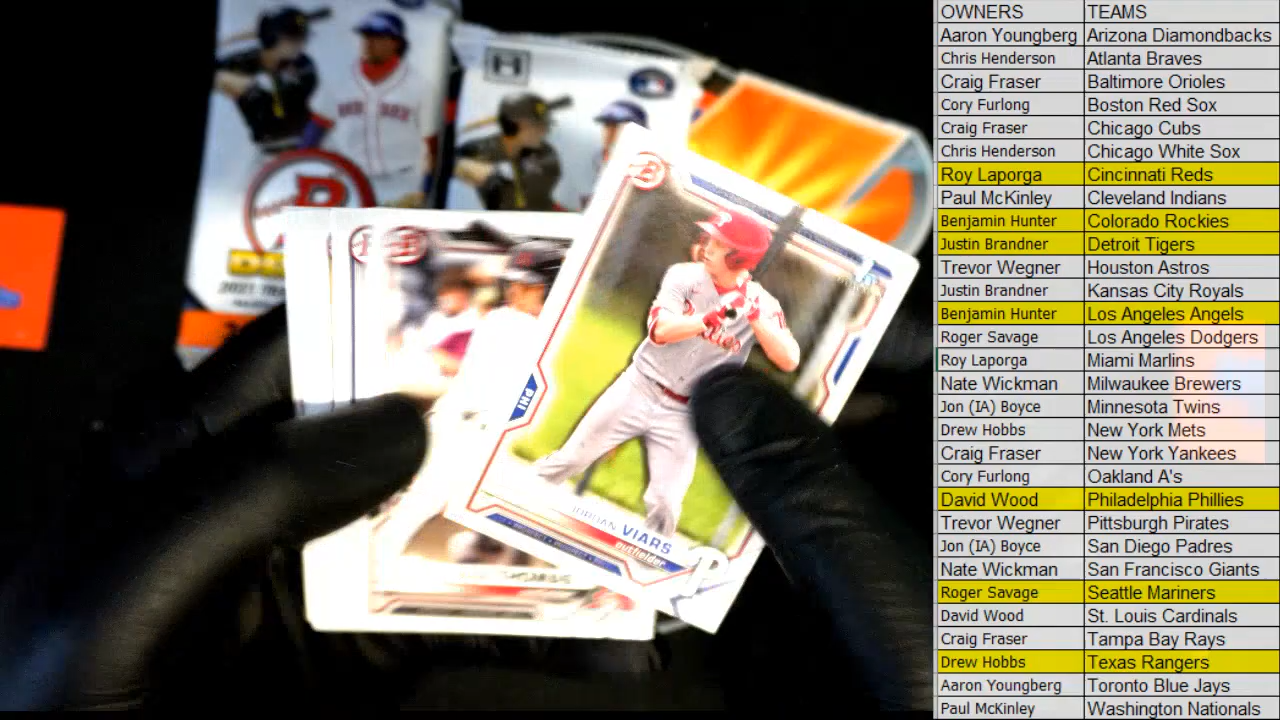 OWNERS TEAMS
Aaron Youngberg Arizona Diamondbacks
Chris Henderson Atlanta Braves
Craig Fraser Baltimore Orioles
Cory Furlong Boston Red Sox
Craig Fraser Chicago Cubs
Chris Henderson Chicago White Sox
Roy Laporga Cincinnati Reds
Paul McKinley Cleveland Indians
Benjamin Hunter Colorado Rockies
Justin Brandner Detroit Tigers
Trevor Wegner Houston Astros
Justin Brandner Kansas City Royals
Benjamin Hunter Los Angeles Angels
Roger Savage Los Angeles Dodgers
Roy Laporga Miami Marlins
Nate Wickman Milwaukee Brewers
Jon (IA) Boyce Minnesota Twins
Drew Hobbs New York Mets
Craig Fraser New York Yankees
Cory Furlong Oakland A's
David Wood Philadelphia Phillies
Trevor Wegner Pittsburgh Pirates
Jon (IA) Boyce San Diego Padres
Nate Wickman San Francisco Giants
Roger Savage Seattle Mariners
David Wood St. Louis Cardinals
Craig Fraser Tampa Bay Rays
Drew Hobbs Texas Rangers
Aaron Youngberg Toronto Blue Jays
Paul McKinley Washington Nationals
H
RED SOX
B
PHI
Phillies
JORDAN VIARS
outfielder
P